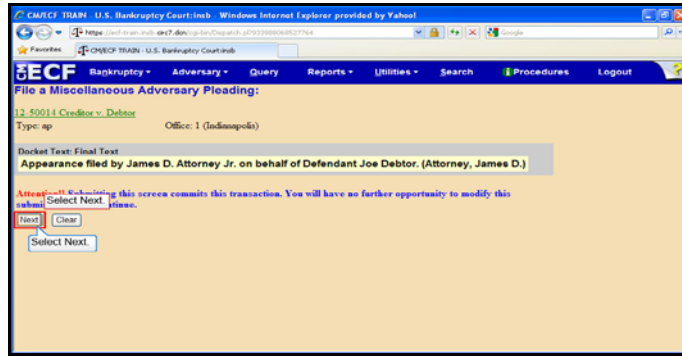 CM/ECF TRAIN - U.S. Bankruptcy Court:insb - Windows Internet Explorer provided by Yahoo!
Google
Favorites CM/ECF TRAIN - U.S. Bankruptcy Court:insb
ECF Bankruptcy Adversary Query Reports Utilities Search Procedures Logout
File a Miscellaneous Adversary Pleading:
12-50014 Creditor v. Debtor
Type: ap Office: 1 (Indianapolis)
Docket Text: Final Text
Appearance filed by James D. Attorney Jr. on behalf of Defendant Joe Debtor. (Attorney, James D.)
Attention!! Submitting this screen commits this transaction. You will have no further opportunity to modify this
Select Next.
Next Clear
Select Next.